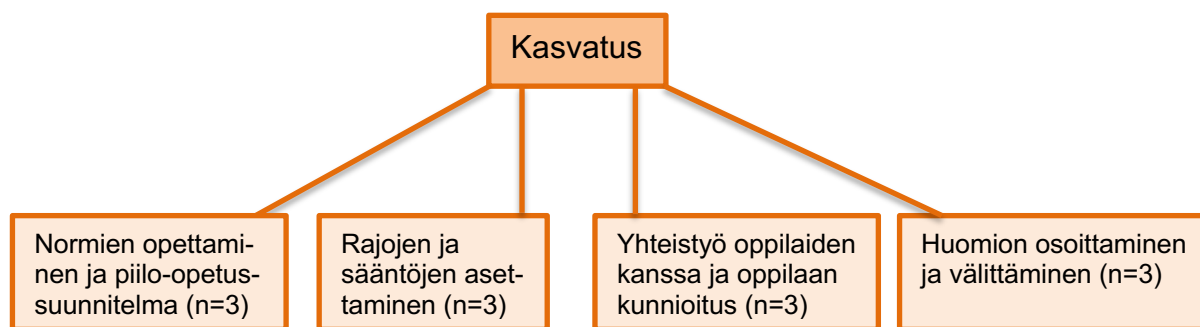 Kasvatus
Normien opettami-
nen ja piilo-opetus-
suunnitelma (n=3)
Rajojen ja
sääntöjen aset-
taminen (n=3)
Yhteistyö oppilaiden
kanssa ja oppilaan
kunnioitus (n=3)
Huomion osoittaminen
ja välittäminen (n=3)